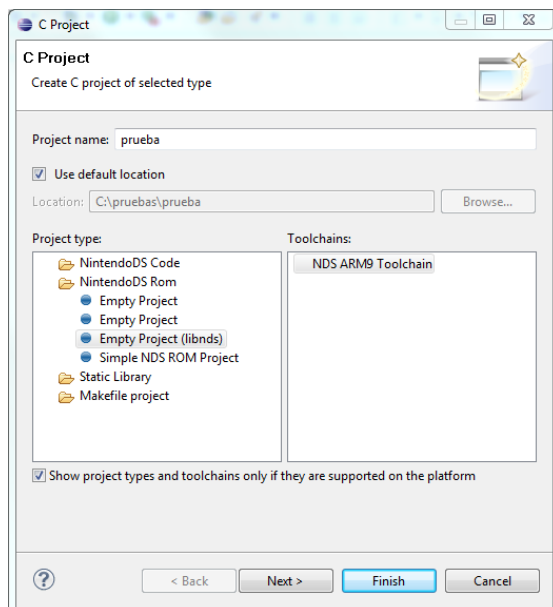 C Project
C Project
Create C project of selected type
Project name: prueba
Use default location
Location: C:\pruebas\prueba Browse...
Project type: Toolchains:
NintendoDS Code NDS ARM9 Toolchain
NintendoDS Rom
Empty Project
Empty Project
Empty Project (libnds)
Simple NDS ROM Project
Static Library
Makefile project
Show project types and toolchains only if they are supported on the platform
? < Back Next > Finish Cancel